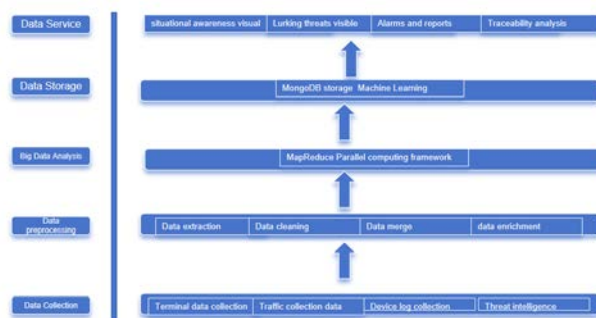 Data Service
situational awareness visual
Lurking threats visible
Alarms and reports
Traceability analysis
Data Storage
MongoDB storage Machine Learning
Big Data Analysis
MapReduce Parallel computing framework
Data
preprocessing
Data extraction
Data cleaning
Data merge
data enrichment
Data Collection
Terminal data collection
Traffic collection data
Device log collection
Threat intelligence